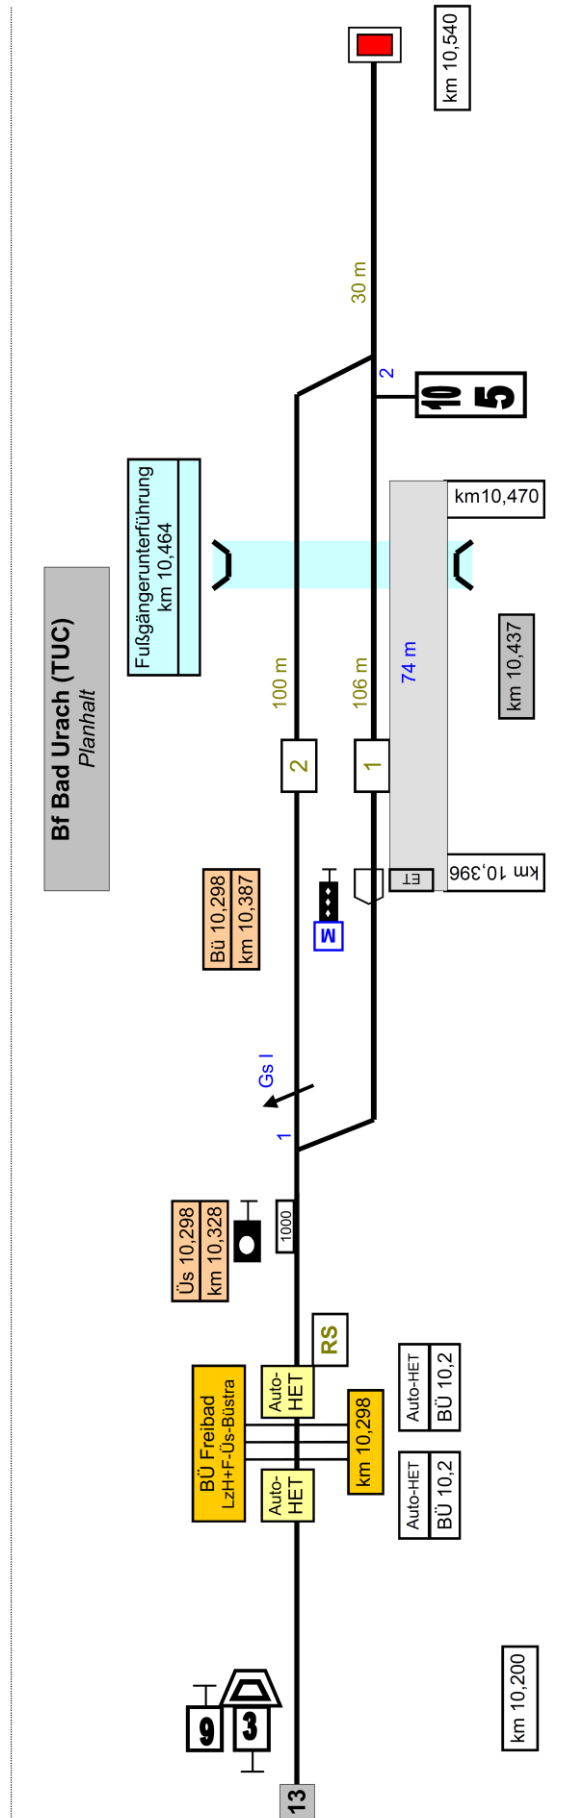 km 10,540
30 m
2
10
5
Fußgängerunterführung
km 10,464
km10,470
Bf Bad Urach (TUC)
Planhalt
74 m
km 10,437
100 m
106 m
2
1
Bü 10,298
km 10,387
M
ET
km 10,396
Gs I
1
Üs 10,298
km 10,328
1000
RS
BÜ Freibad
LzH+F-Üs-Büstra
Auto-
HET
km 10,298
Auto-HET
BÜ 10,2
Auto-
HET
Auto-HET
BÜ 10,2
km 10,200
9
3
13